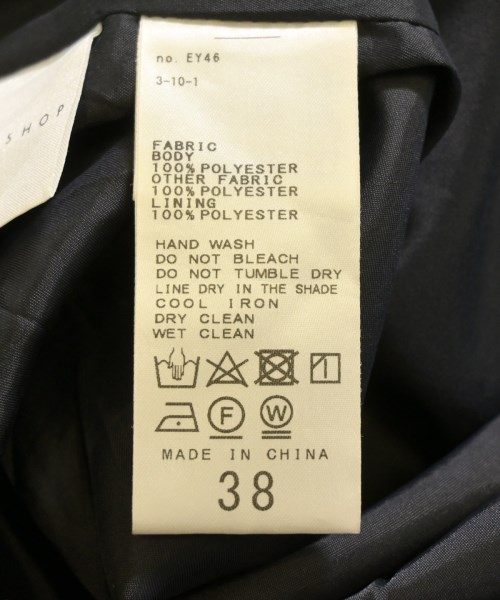 SHOP
no. EY46
3-10-1
FABRIC
BODY
100% POLYESTER
OTHER FABRIC
100% POLYESTER
LINING
100% POLYESTER
HAND WASH
DO NOT BLEACH
DO NOT TUMBLE DRY
LINE DRY IN THE SHADE
COOL IRON
DRY CLEAN
WET CLEAN
F W
MADE IN CHINA
38